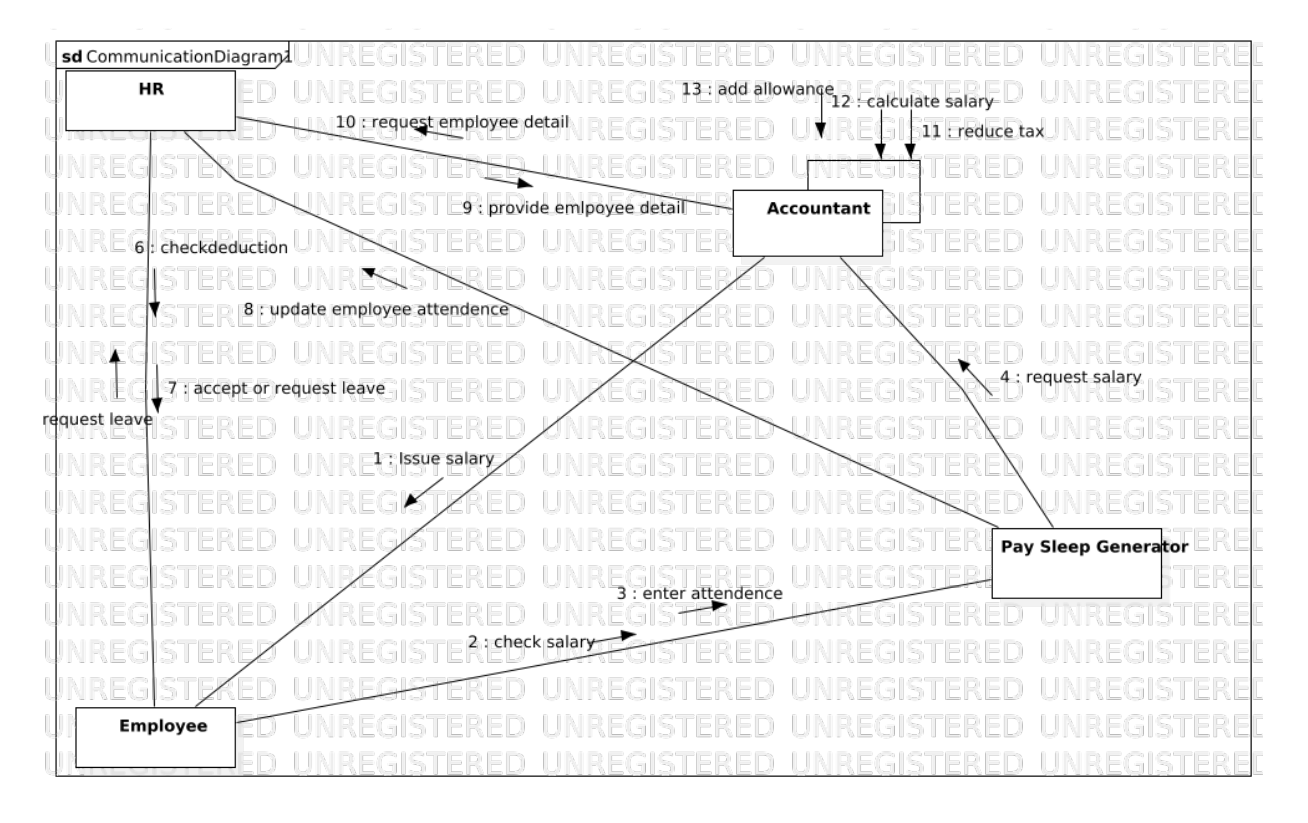 sd CommunicationDiagram1
HR
13 : add allowance
12 : calculate salary
10 : request employee detail
11 : reduce tax
9 : provide emlpoyee detail
Accountant
6 : checkdeduction
8 : update employee attendence
4 : request salary
7 : accept or request leave
request leave
1 : Issue salary
Pay Sleep Generator
3 : enter attendence
2 : check salary
Employee
UNREGISTERED